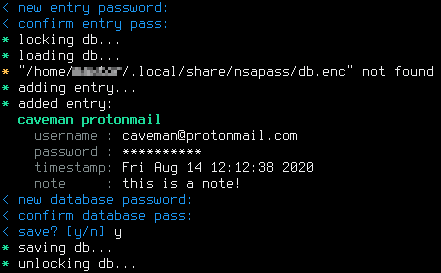 < new entry password:
< confirm entry pass:
* locking db...
* loading db...
* "/home/      /.local/share/nsapass/db.enc" not found
* adding entry...
* added entry:
caveman protonmail
username : caveman@protonmail.com
password : **********
timestamp: Fri Aug 14 12:12:38 2020
note     : this is a note!
< new database password:
< confirm database pass:
< save? [y/n] y
* saving db...
* unlocking db...